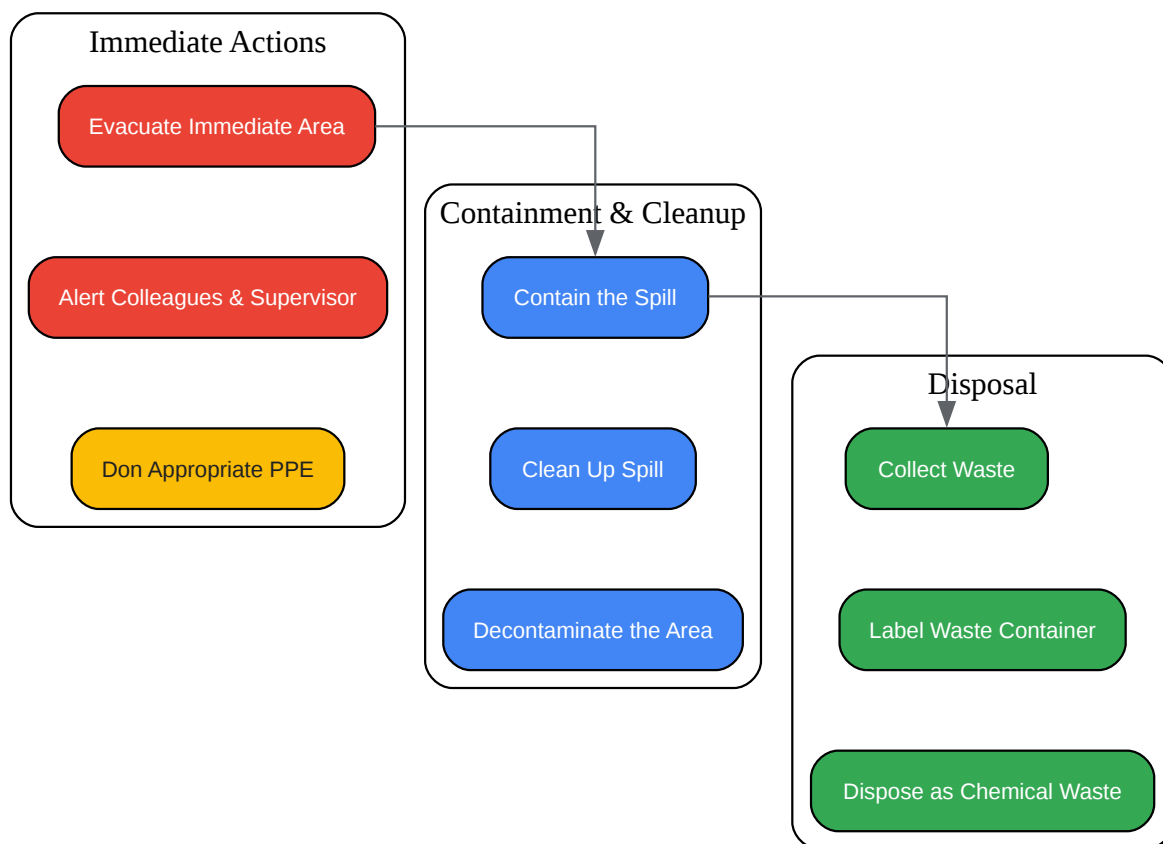 Immediate Actions
Evacuate Immediate Area
Alert Colleagues & Supervisor
Don Appropriate PPE
Containment & Cleanup
Contain the Spill
Clean Up Spill
Decontaminate the Area
Disposal
Collect Waste
Label Waste Container
Dispose as Chemical Waste